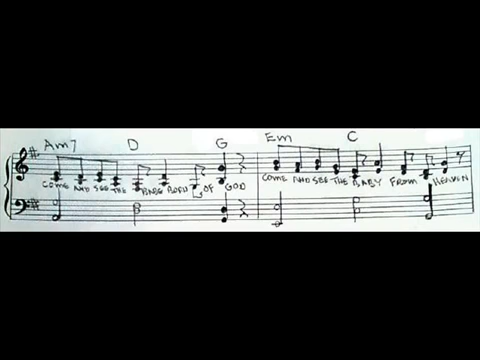 Am7 D G Em C
COME AND SEE THE BABE BORN OF GOD COME AND SEE THE BABY FROM HEAVEN